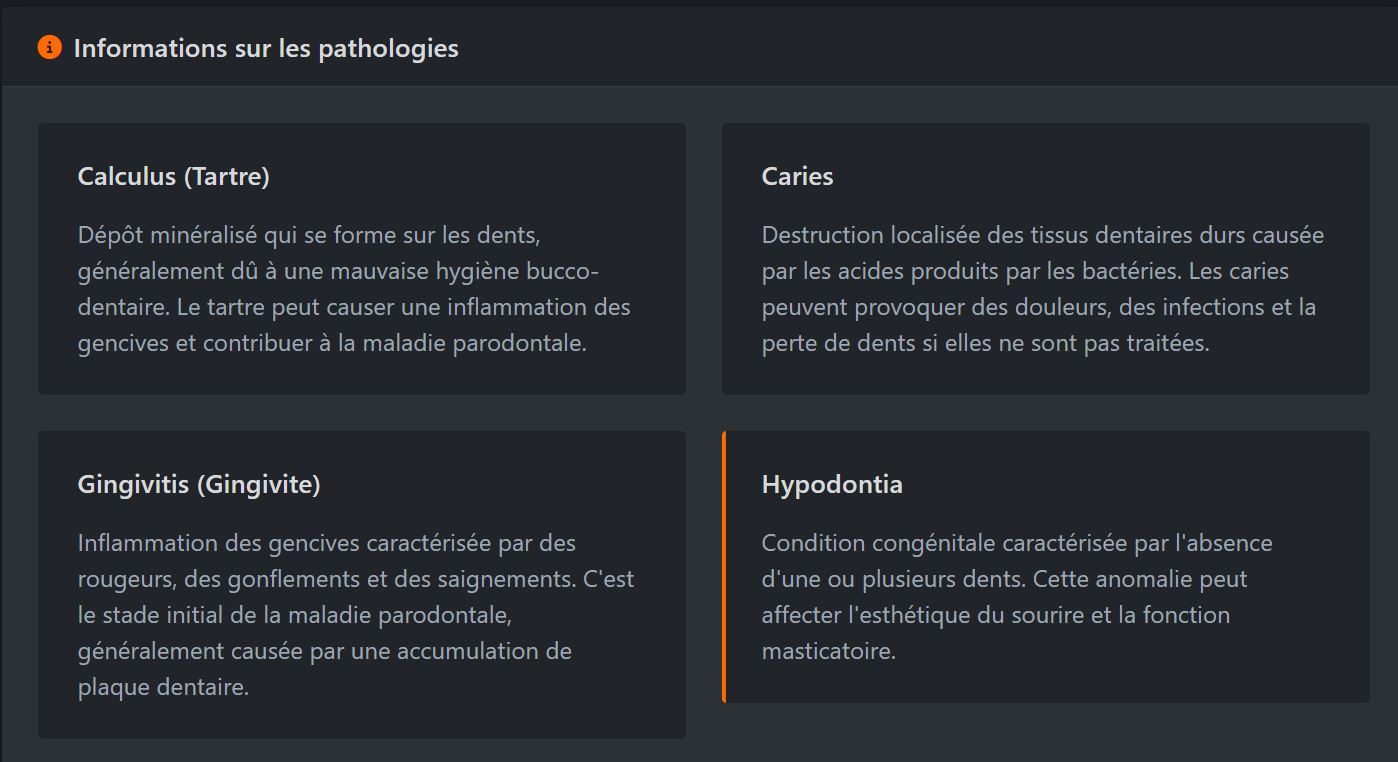 Informations sur les pathologies
Calculus (Tartre)
Dépôt minéralisé qui se forme sur les dents,
généralement dû à une mauvaise hygiène bucco-
dentaire. Le tartre peut causer une inflammation des
gencives et contribuer à la maladie parodontale.
Caries
Destruction localisée des tissus dentaires durs causée
par les acides produits par les bactéries. Les caries
peuvent provoquer des douleurs, des infections et la
perte de dents si elles ne sont pas traitées.
Gingivitis (Gingivite)
Inflammation des gencives caractérisée par des
rougeurs, des gonflements et des saignements. C'est
le stade initial de la maladie parodontale,
généralement causée par une accumulation de
plaque dentaire.
Hypodontia
Condition congénitale caractérisée par l'absence
d'une ou plusieurs dents. Cette anomalie peut
affecter l'esthétique du sourire et la fonction
masticatoire.